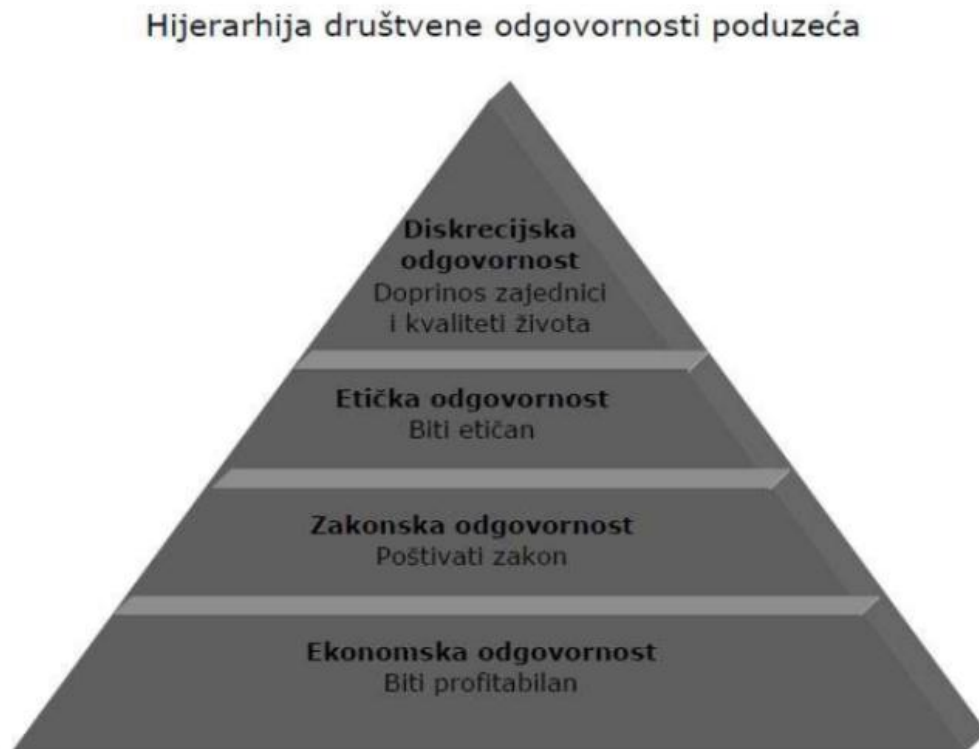 Hijerarhija društvene odgovornosti poduzeća
Diskrecijska
odgovornost
Doprinos zajednici
i kvaliteti života
Etička odgovornost
Biti etičan
Zakonska odgovornost
Poštivati zakon
Ekonomska odgovornost
Biti profitabilan